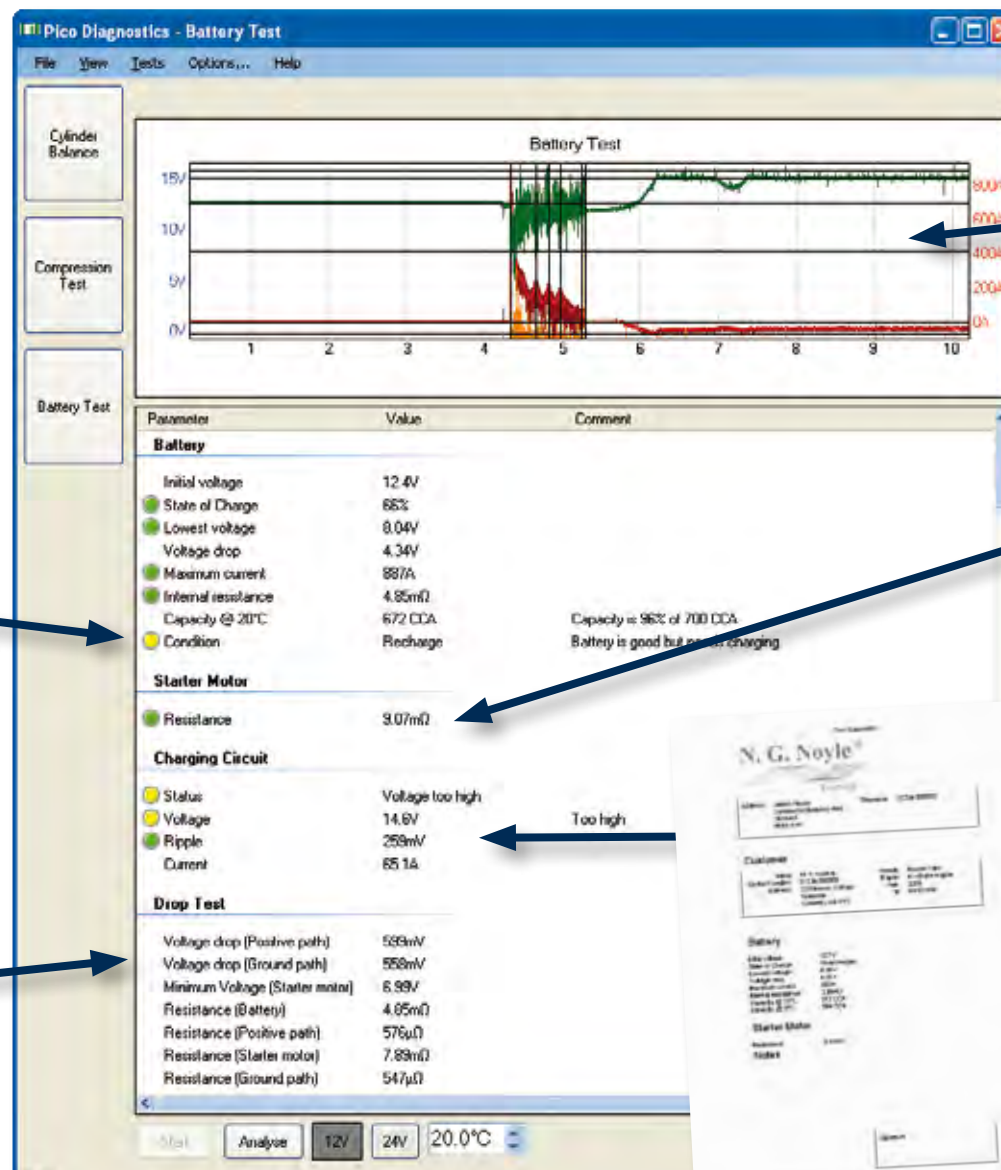 Pico Diagnostics - Battery Test
File View Tests Options... Help
Cylinder
Balance
Compression
Test
Battery Test
Battery Test
15V
10V
5V
0V
800A
600A
400A
200A
0A
1 2 3 4 5 6 7 8 9 10
Parameter Value Comment
Battery
Initial voltage 12.4V
State of Charge 66%
Lowest voltage 8.04V
Voltage drop 4.34V
Maximum current 887A
Internal resistance 4.85mΩ
Capacity @ 20°C 672 CCA Capacity is 96% of 700 CCA
Condition Recharge Battery is good but needs charging
Starter Motor
Resistance 9.07mΩ
Charging Circuit
Status Voltage too high
Voltage 14.6V Too high
Ripple 259mV
Current 65.1A
Drop Test
Voltage drop (Positive path) 599mV
Voltage drop (Ground path) 558mV
Minimum Voltage (Starter motor) 6.99V
Resistance (Battery) 4.85mΩ
Resistance (Positive path) 576µΩ
Resistance (Starter motor) 7.89mΩ
Resistance (Ground path) 547µΩ
Start Analyse 12V 24V 20.0°C
N. G. Noyle
Customer
Battery
Starter Motor
Notes